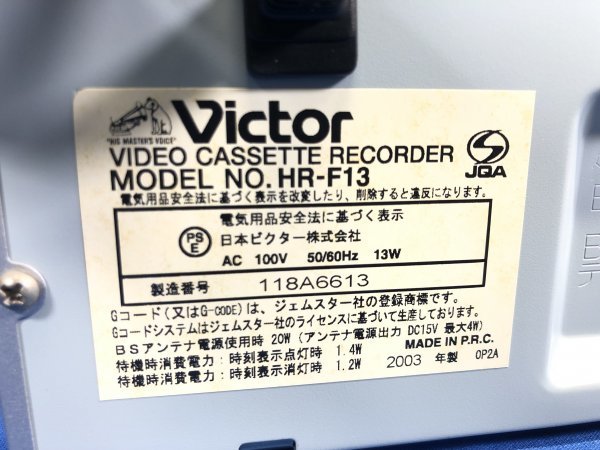 "HIS MASTER'S VOICE"
Victor
VIDEO CASSETTE RECORDER
MODEL NO. HR-F13
JQA
電気用品安全法に基づく表示を改変したり、削除すると違反になります。
電気用品安全法に基づく表示
PS
E
日本ビクター株式会社
AC 100V 50/60Hz 13W
製造番号 118A6613
Gコード(又はG-CODE)は、ジェムスター社の登録商標です。
Gコードシステムはジェムスター社のライセンスに基づいて生産しております。
BSアンテナ電源使用時 20W (アンテナ電源出力 DC15V 最大4W)
待機時消費電力:時刻表示点灯時 1.4W
MADE IN P.R.C.
待機時消費電力:時刻表示消灯時 1.2W
2003 年製 0P2A